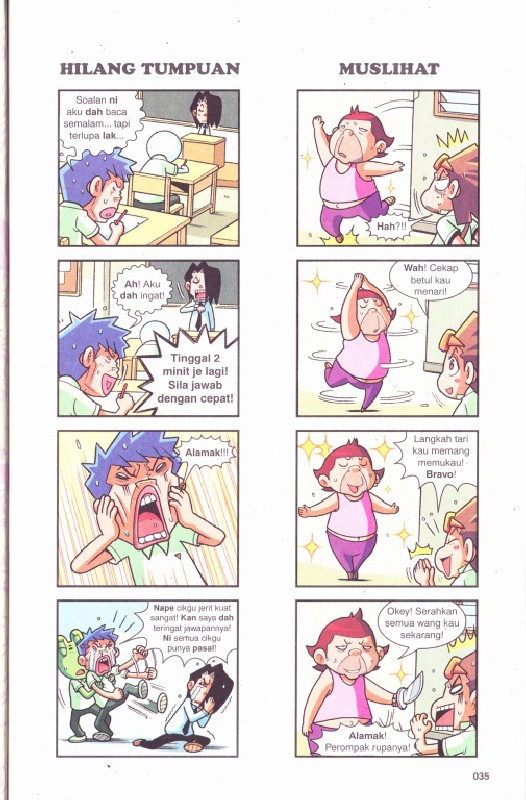 HILANG TUMPUAN
Soalan ni
aku dah baca
semalam... tapi
terlupa lak...
Ah! Aku
dah ingat!
Tinggal 2
minit je lagi!
Sila jawab
dengan cepat!
Alamak!!!
Nape cikgu jerit kuat
sangat! Kan saya dah
teringat jawapannya!
Ni semua cikgu
punya pasal!
MUSLIHAT
Hah?!!
Wah! Cekap
betul kau
menari!
Langkah tari
kau memang
memukau!
Bravo!
Okey! Serahkan
semua wang kau
sekarang!
Alamak!
Perompak rupanya!
035